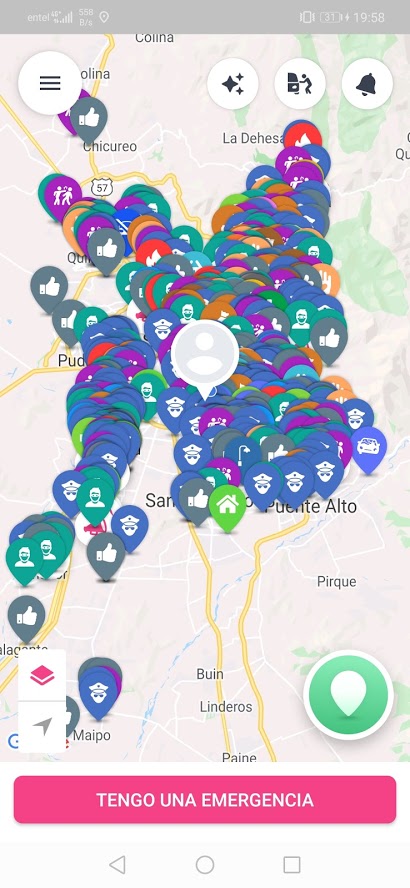 entel 4G 558 B/s 31 19:58
Colina
olina
Chicureo
La Dehesa
57
Qui
Pud
San
Puente Alto
Pirque
alagante
Buin
Linderos
Maipo
Paine
TENGO UNA EMERGENCIA